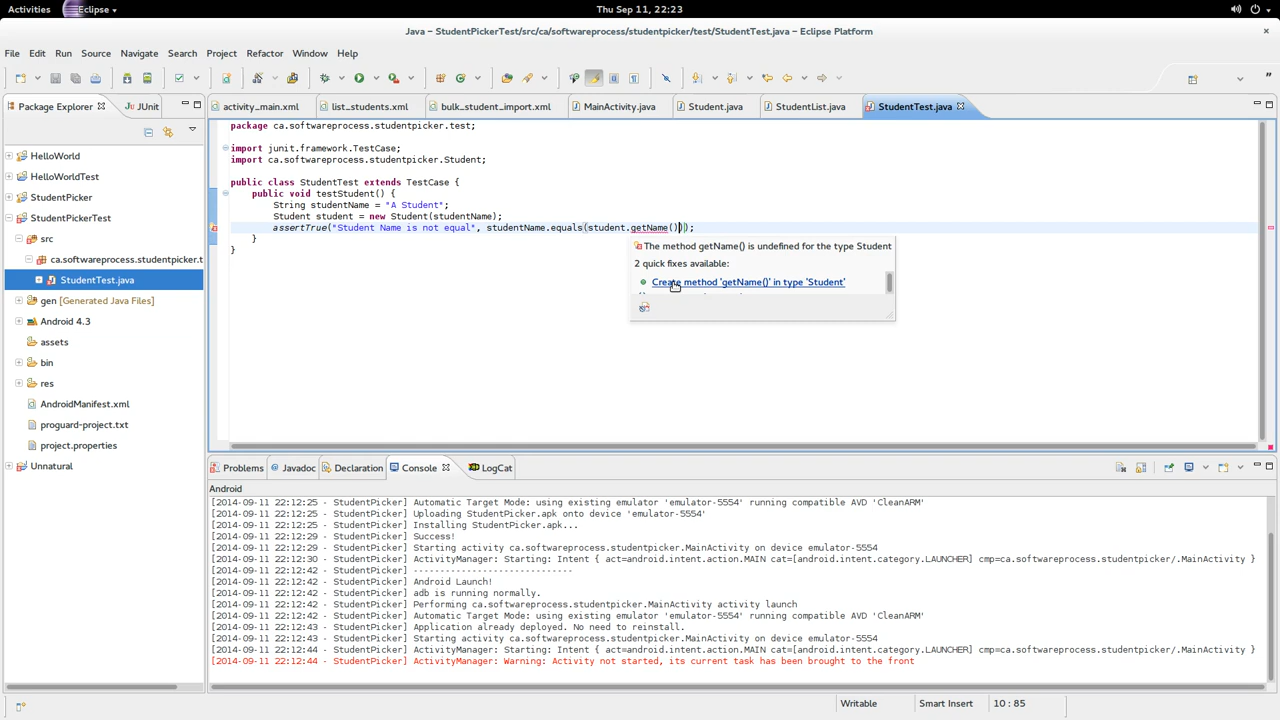 Activities Eclipse Thu Sep 11, 22:23
Java – StudentPickerTest/src/ca/softwareprocess/studentpicker/test/StudentTest.java – Eclipse Platform
File Edit Run Source Navigate Search Project Refactor Window Help
Package Explorer JUnit activity_main.xml list_students.xml bulk_student_import.xml MainActivity.java Student.java StudentList.java StudentTest.java
HelloWorld
HelloWorldTest
StudentPicker
StudentPickerTest
src
ca.softwareprocess.studentpicker.t
StudentTest.java
gen [Generated Java Files]
Android 4.3
assets
bin
res
AndroidManifest.xml
proguard-project.txt
project.properties
Unnatural
package ca.softwareprocess.studentpicker.test;
import junit.framework.TestCase;
import ca.softwareprocess.studentpicker.Student;
public class StudentTest extends TestCase {
public void testStudent() {
String studentName = "A Student";
Student student = new Student(studentName);
assertTrue("Student Name is not equal", studentName.equals(student.getName()));
}
}
The method getName() is undefined for the type Student
2 quick fixes available:
Create method 'getName()' in type 'Student'
Problems Javadoc Declaration Console LogCat
Android
[2014-09-11 22:12:25 - StudentPicker] Automatic Target Mode: using existing emulator 'emulator-5554' running compatible AVD 'CleanARM'
[2014-09-11 22:12:25 - StudentPicker] Uploading StudentPicker.apk onto device 'emulator-5554'
[2014-09-11 22:12:25 - StudentPicker] Installing StudentPicker.apk...
[2014-09-11 22:12:29 - StudentPicker] Success!
[2014-09-11 22:12:29 - StudentPicker] Starting activity ca.softwareprocess.studentpicker.MainActivity on device emulator-5554
[2014-09-11 22:12:30 - StudentPicker] ActivityManager: Starting: Intent { act=android.intent.action.MAIN cat=[android.intent.category.LAUNCHER] cmp=ca.softwareprocess.studentpicker/.MainActivity }
[2014-09-11 22:12:42 - StudentPicker] ------------------------------
[2014-09-11 22:12:42 - StudentPicker] Android Launch!
[2014-09-11 22:12:42 - StudentPicker] adb is running normally.
[2014-09-11 22:12:42 - StudentPicker] Performing ca.softwareprocess.studentpicker.MainActivity activity launch
[2014-09-11 22:12:42 - StudentPicker] Automatic Target Mode: using existing emulator 'emulator-5554' running compatible AVD 'CleanARM'
[2014-09-11 22:12:43 - StudentPicker] Application already deployed. No need to reinstall.
[2014-09-11 22:12:43 - StudentPicker] Starting activity ca.softwareprocess.studentpicker.MainActivity on device emulator-5554
[2014-09-11 22:12:44 - StudentPicker] ActivityManager: Starting: Intent { act=android.intent.action.MAIN cat=[android.intent.category.LAUNCHER] cmp=ca.softwareprocess.studentpicker/.MainActivity }
[2014-09-11 22:12:44 - StudentPicker] ActivityManager: Warning: Activity not started, its current task has been brought to the front
Writable Smart Insert 10 : 85